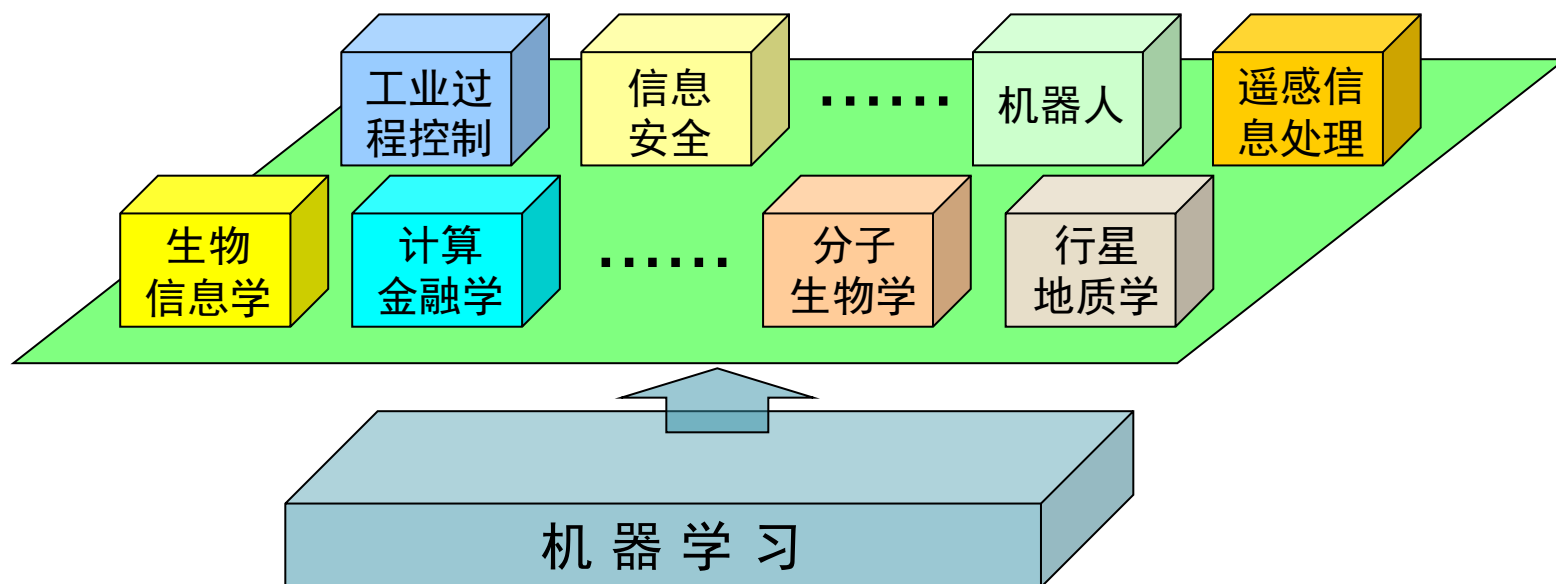 工业过
程控制
信息
安全
······
机器人
遥感信
息处理
生物
信息学
计算
金融学
······
分子
生物学
行星
地质学
机器学习